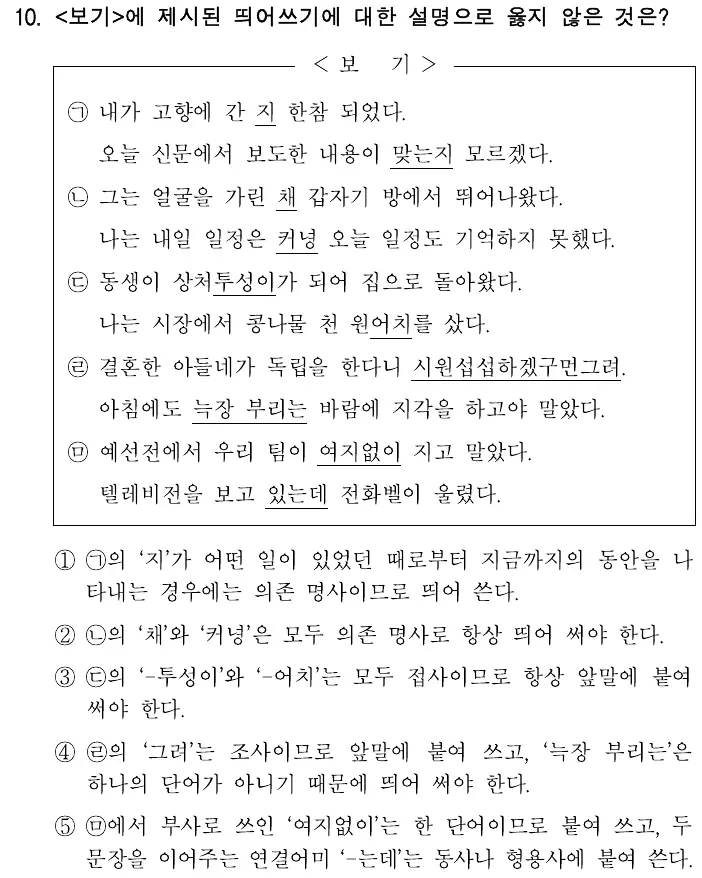 10. <보기>에 제시된 띄어쓰기에 대한 설명으로 옳지 않은 것은?
< 보 기 >
㉠ 내가 고향에 간 지 한참 되었다.
오늘 신문에서 보도한 내용이 맞는지 모르겠다.
㉡ 그는 얼굴을 가린 채 갑자기 방에서 뛰어나왔다.
나는 내일 일정은 커녕 오늘 일정도 기억하지 못했다.
㉢ 동생이 상처투성이가 되어 집으로 돌아왔다.
나는 시장에서 콩나물 천 원어치를 샀다.
㉣ 결혼한 아들네가 독립을 한다니 시원섭섭하겠구먼그려.
아침에도 늑장 부리는 바람에 지각을 하고야 말았다.
㉤ 예선전에서 우리 팀이 여지없이 지고 말았다.
텔레비전을 보고 있는데 전화벨이 울렸다.
① ㉠의 ‘지’가 어떤 일이 있었던 때로부터 지금까지의 동안을 나
타내는 경우에는 의존 명사이므로 띄어 쓴다.
② ㉡의 ‘채’와 ‘커녕’은 모두 의존 명사로 항상 띄어 써야 한다.
③ ㉢의 ‘-투성이’와 ‘-어치’는 모두 접사이므로 항상 앞말에 붙여
써야 한다.
④ ㉣의 ‘그려’는 조사이므로 앞말에 붙여 쓰고, ‘늑장 부리는’은
하나의 단어가 아니기 때문에 띄어 써야 한다.
⑤ ㉤에서 부사로 쓰인 ‘여지없이’는 한 단어이므로 붙여 쓰고, 두
문장을 이어주는 연결어미 ‘-는데’는 동사나 형용사에 붙여 쓴다.